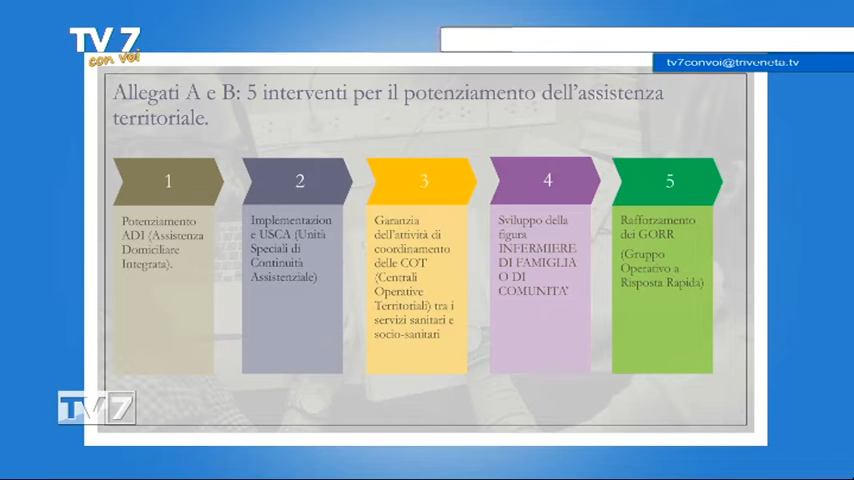 TV 7
con voi
tv7convoi@triveneta.tv
Allegati A e B: 5 interventi per il potenziamento dell'assistenza
territoriale.
1
Potenziamento
ADI (Assistenza
Domiciliare
Integrata).
2
Implementazion
e USCA (Unità
Speciali di
Continuità
Assistenziale)
3
Garanzia
dell'attività di
coordinamento
delle COT
(Centrali
Operative
Territoriali) tra i
servizi sanitari e
socio-sanitari
4
Sviluppo della
figura
INFERMIERE
DI FAMIGLIA
O DI
COMUNITA'
5
Rafforzamento
dei GORR
(Gruppo
Operativo a
Risposta Rapida)
TV7